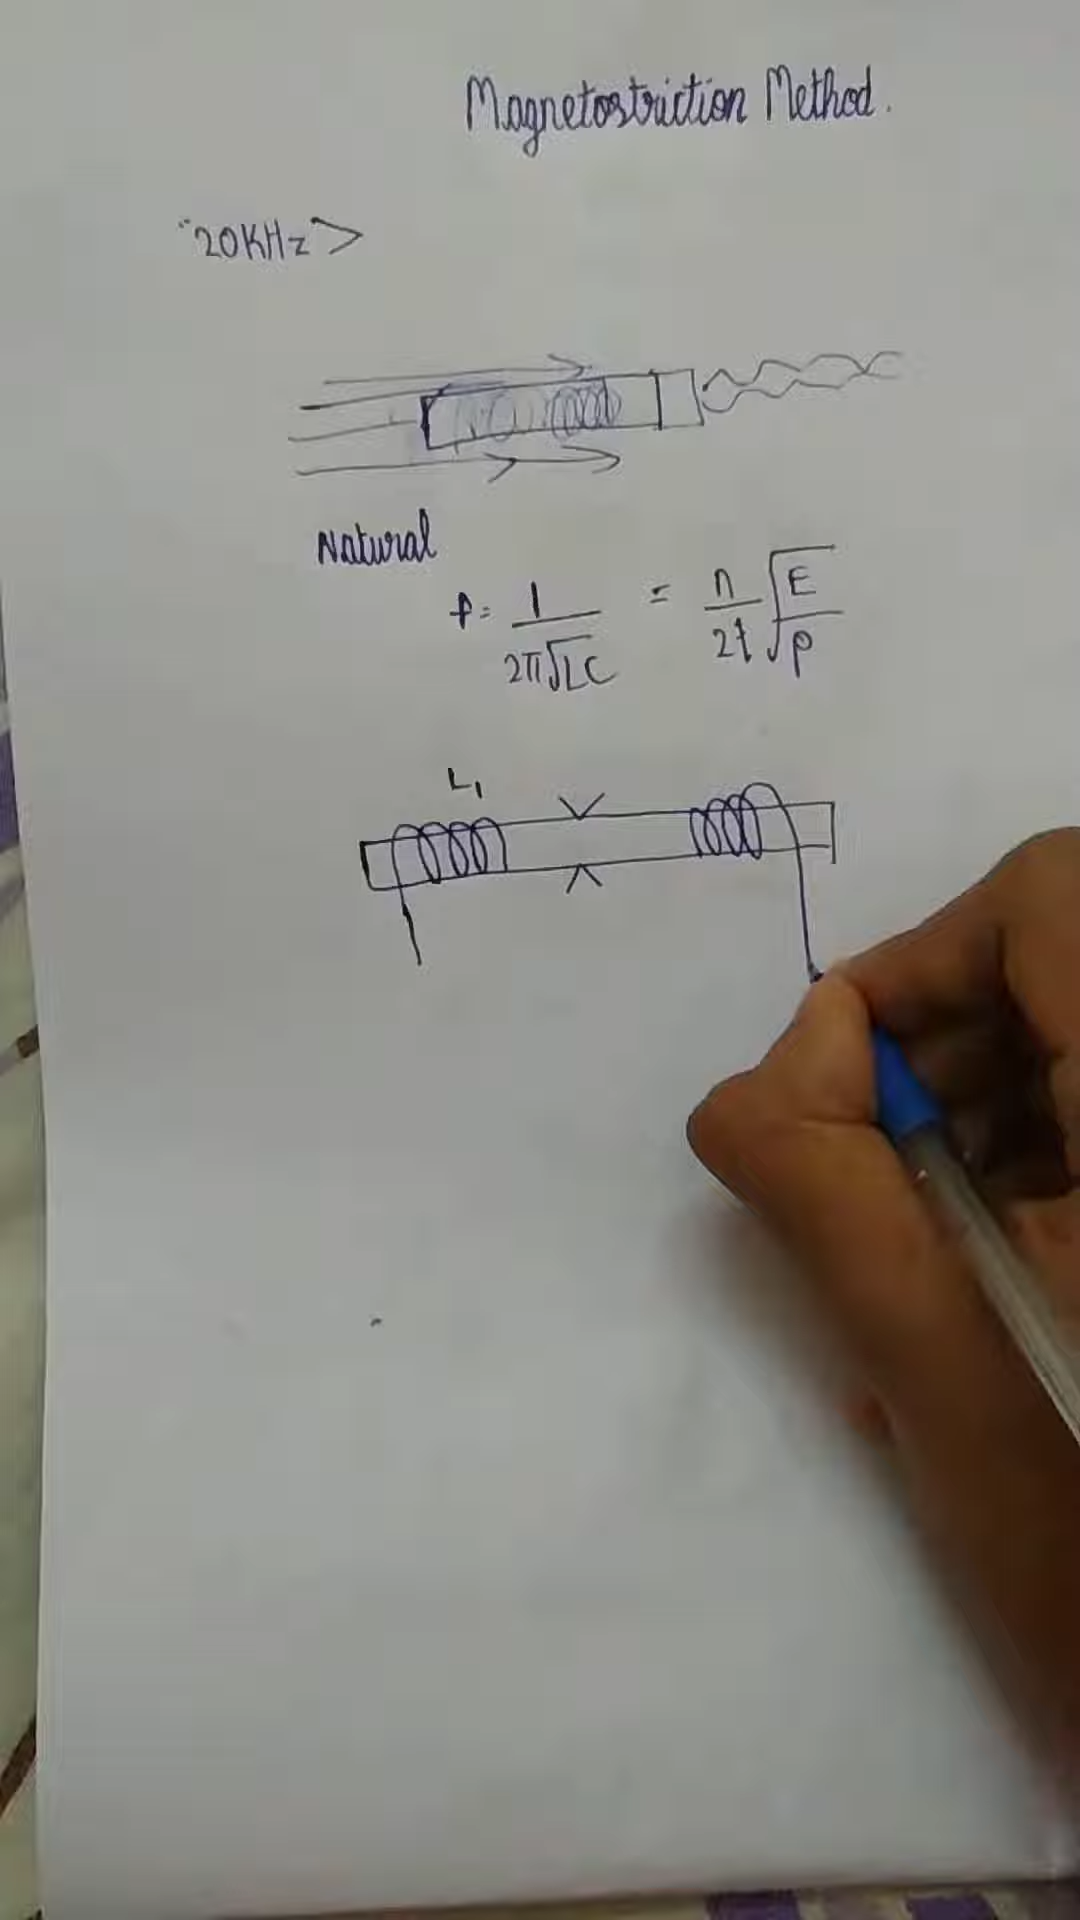 Magnetostriction Method.
"20KHz >
Natural
f = 1/2π√LC = n/2t √E/ρ
L1